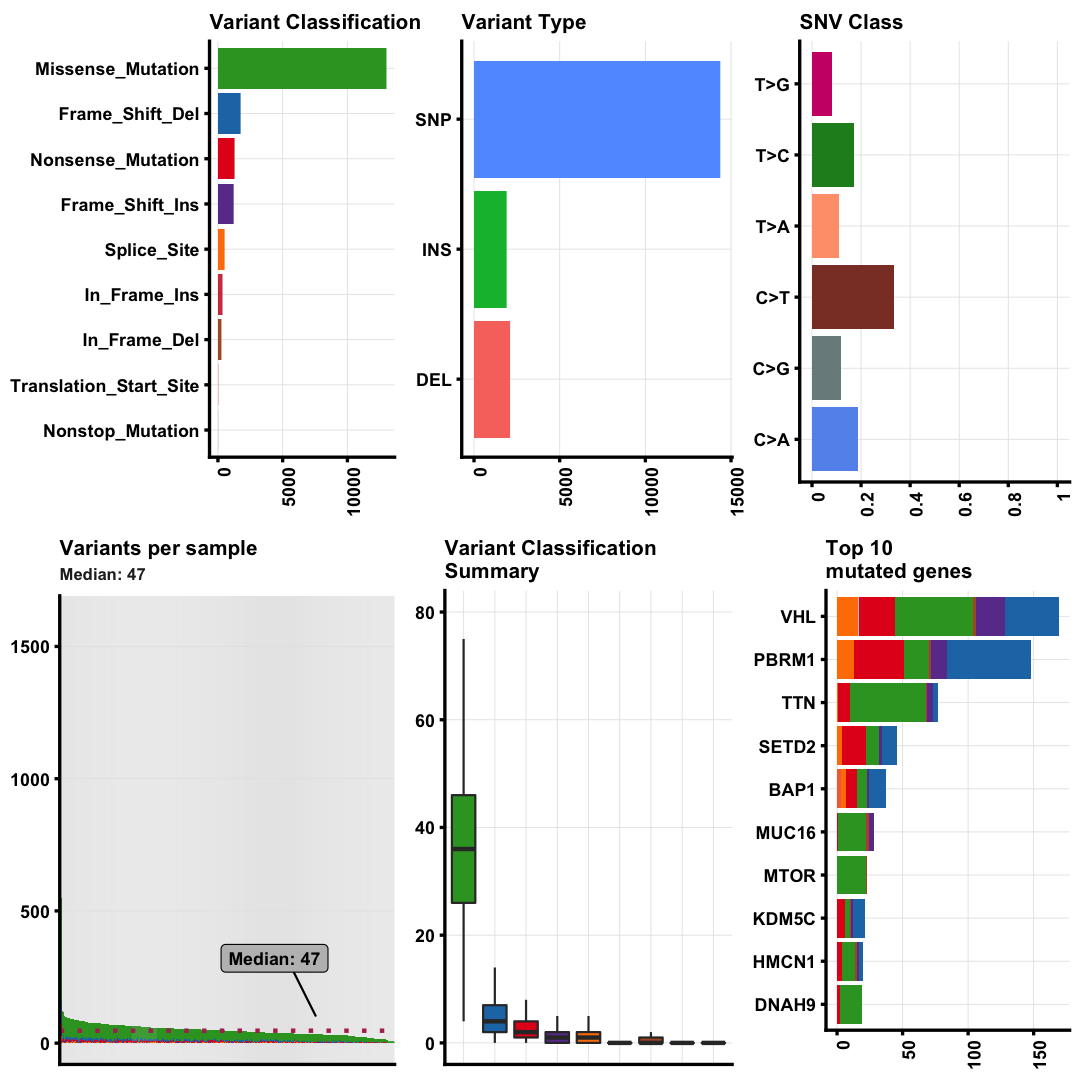 Variant Classification
Missense_Mutation
Frame_Shift_Del
Nonsense_Mutation
Frame_Shift_Ins
Splice_Site
In_Frame_Ins
In_Frame_Del
Translation_Start_Site
Nonstop_Mutation
0
5000
10000
Variant Type
SNP
INS
DEL
0
5000
10000
15000
SNV Class
T>G
T>C
T>A
C>T
C>G
C>A
0
0.2
0.4
0.6
0.8
1
Variants per sample
Median: 47
1500
1000
500
0
Median: 47
Variant Classification
Summary
80
60
40
20
0
Top 10
mutated genes
VHL
PBRM1
TTN
SETD2
BAP1
MUC16
MTOR
KDM5C
HMCN1
DNAH9
0
50
100
150